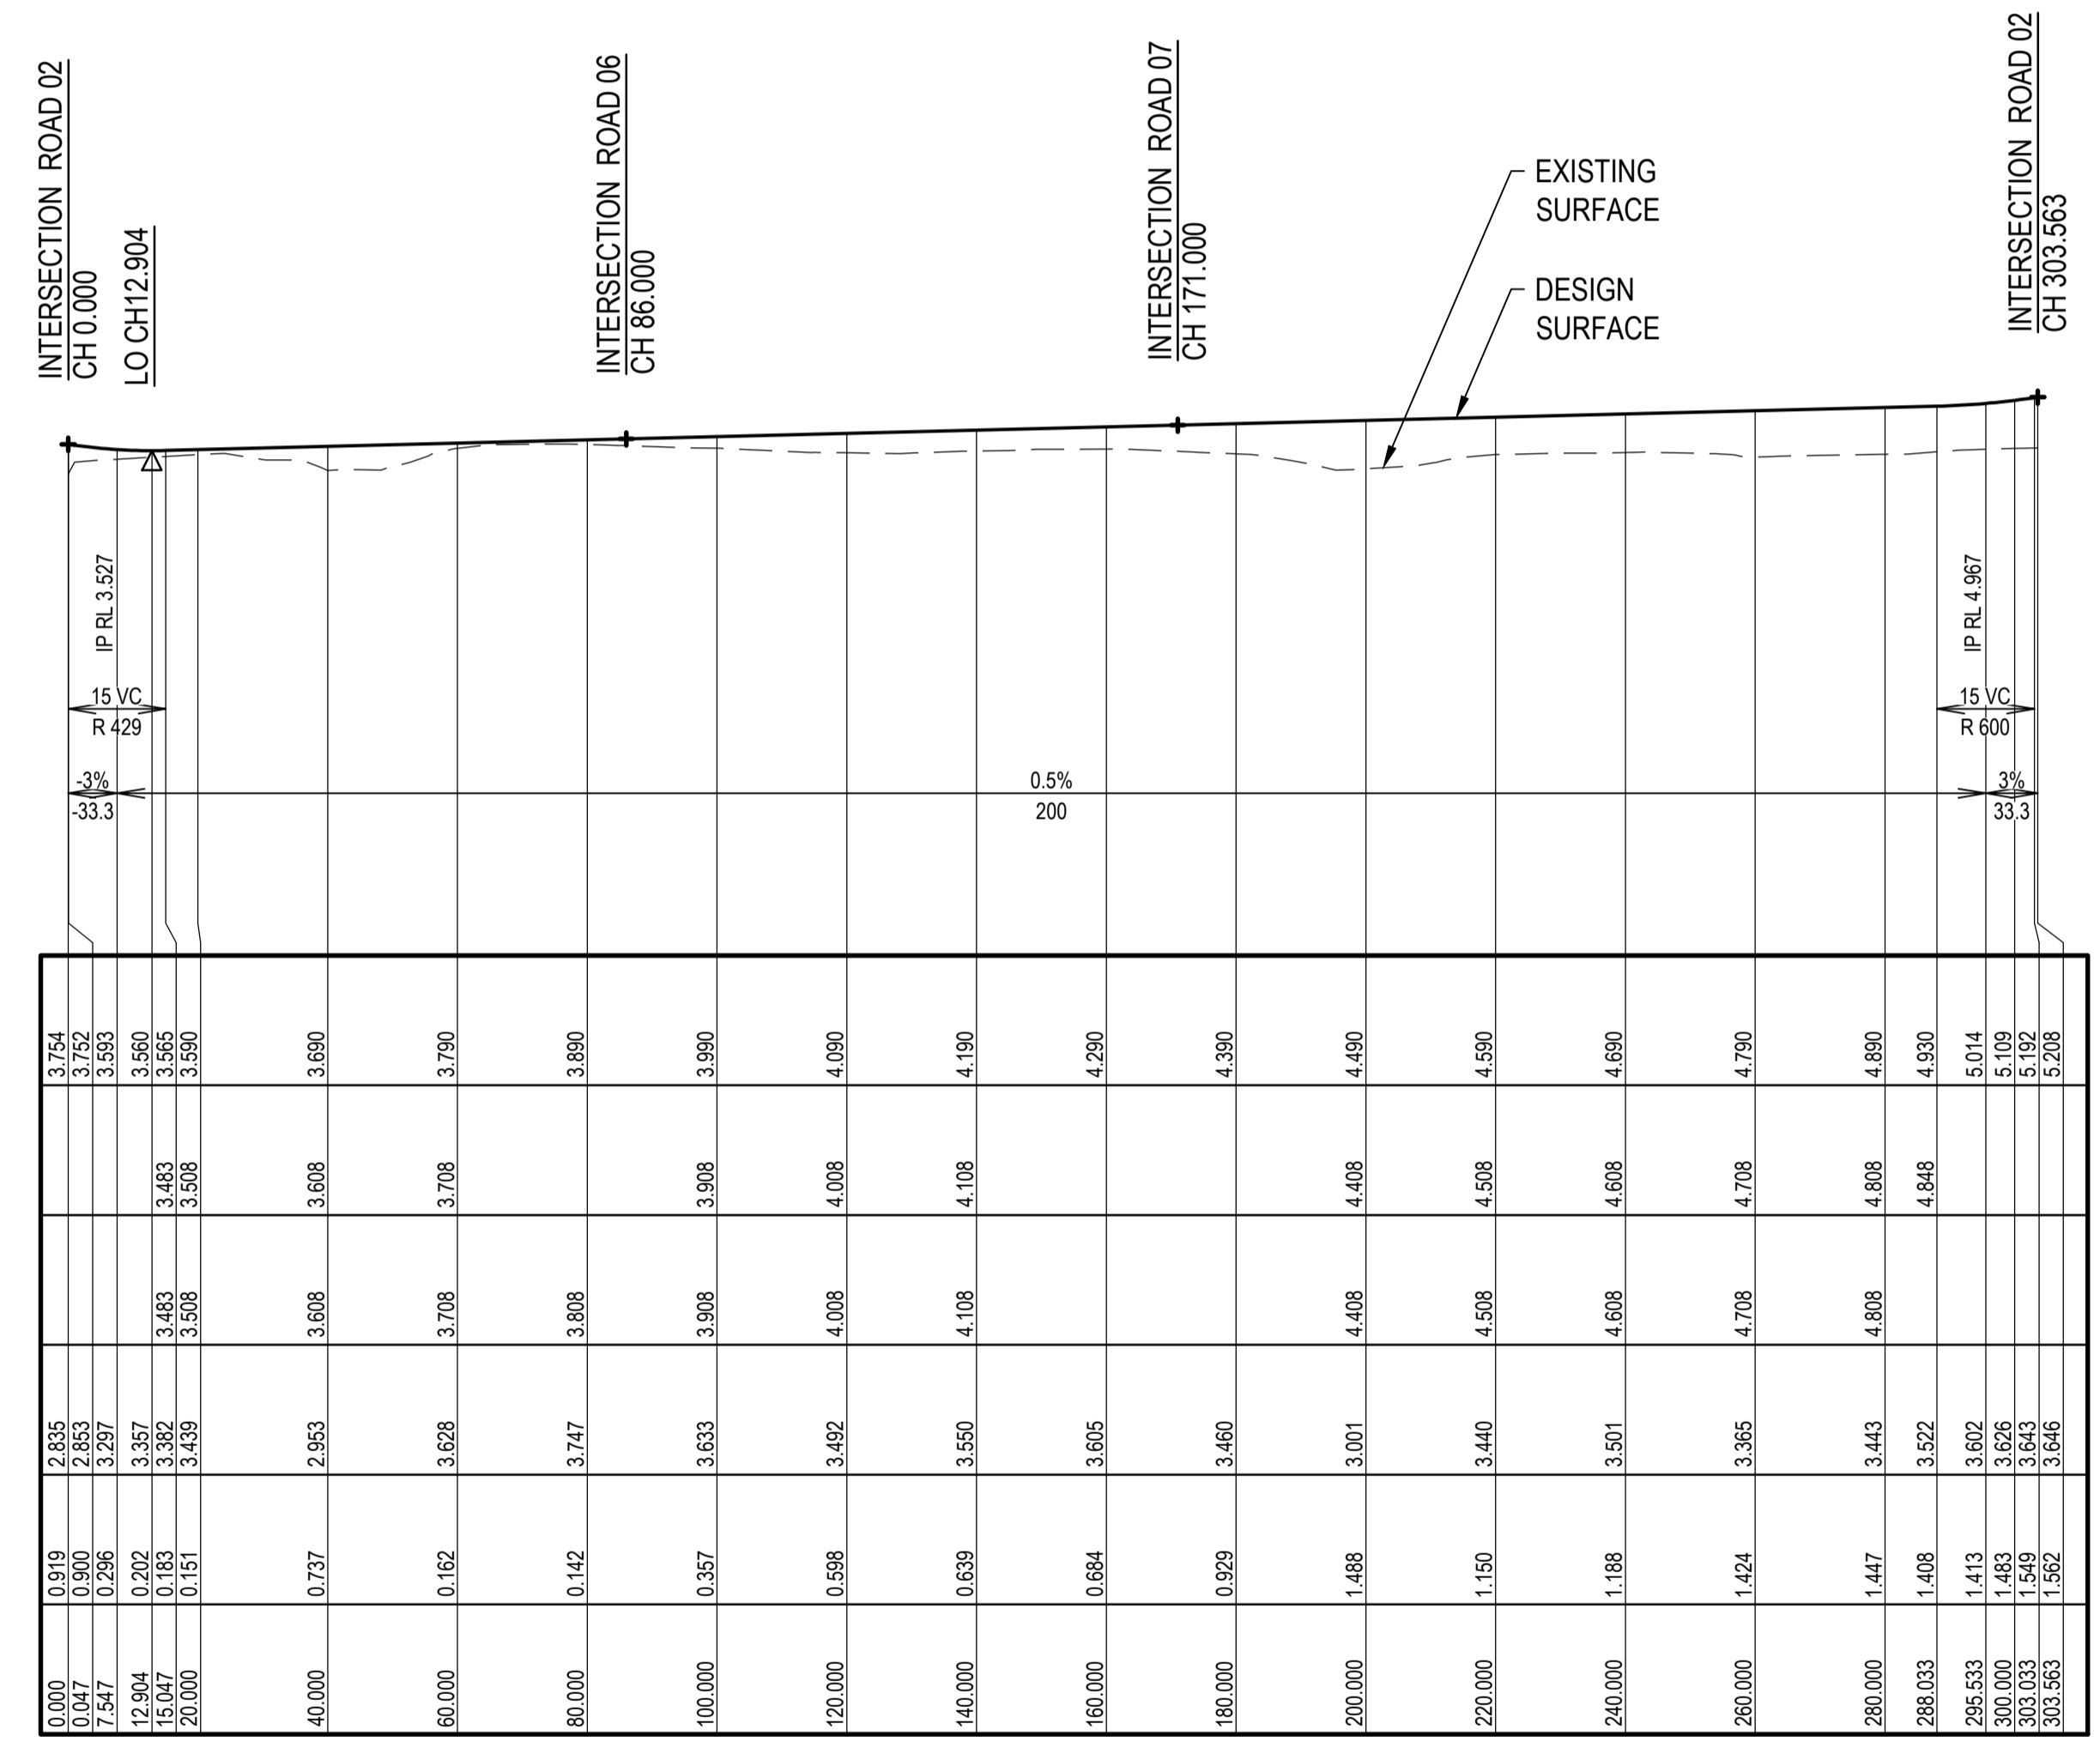 INTERSECTION ROAD 02
CH 0.000
LO CH12.904
INTERSECTION ROAD 06
CH 86.000
INTERSECTION ROAD 07
CH 171.000
INTERSECTION ROAD 02
CH 303.563
EXISTING
SURFACE
DESIGN
SURFACE
IP RL 3.527
IP RL 4.967
15 VC
R 429
15 VC
R 600
-3%
-33.3
0.5%
200
3%
33.3
3.754 3.752 3.593 3.560 3.565 3.590 3.690 3.790 3.890 3.990 4.090 4.190 4.290 4.390 4.490 4.590 4.690 4.790 4.890 4.930 5.014 5.109 5.192 5.208
3.483 3.508 3.608 3.708 3.908 4.008 4.108 4.408 4.508 4.608 4.708 4.808 4.848
3.483 3.508 3.608 3.708 3.808 3.908 4.008 4.108 4.408 4.508 4.608 4.708 4.808
2.835 2.853 3.297 3.357 3.382 3.439 2.953 3.628 3.747 3.633 3.492 3.550 3.605 3.460 3.001 3.440 3.501 3.365 3.443 3.522 3.602 3.626 3.643 3.646
0.919 0.900 0.296 0.202 0.183 0.151 0.737 0.162 0.142 0.357 0.598 0.639 0.684 0.929 1.488 1.150 1.188 1.424 1.447 1.408 1.413 1.483 1.549 1.562
0.000 0.047 7.547 12.904 15.047 20.000 40.000 60.000 80.000 100.000 120.000 140.000 160.000 180.000 200.000 220.000 240.000 260.000 280.000 288.033 295.533 300.000 303.033 303.563